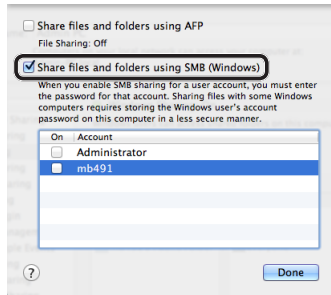 Share files and folders using AFP
File Sharing: Off
Share files and folders using SMB (Windows)
When you enable SMB sharing for a user account, you must enter
the password for that account. Sharing files with some Windows
computers requires storing the Windows user's account
password on this computer in a less secure manner.
On Account
Administrator
mb491
? Done